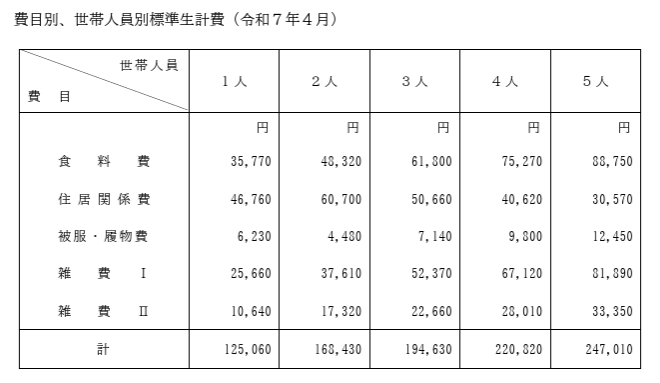 費目別、世帯人員別標準生計費（令和７年４月）
世帯人員
費　目　１人　２人　３人　４人　５人
円　円　円　円　円
食　料　費　35,770　48,320　61,800　75,270　88,750
住居関係費　46,760　60,700　50,660　40,620　30,570
被服・履物費　6,230　4,480　7,140　9,800　12,450
雑　費　Ⅰ　25,660　37,610　52,370　67,120　81,890
雑　費　Ⅱ　10,640　17,320　22,660　28,010　33,350
計　125,060　168,430　194,630　220,820　247,010